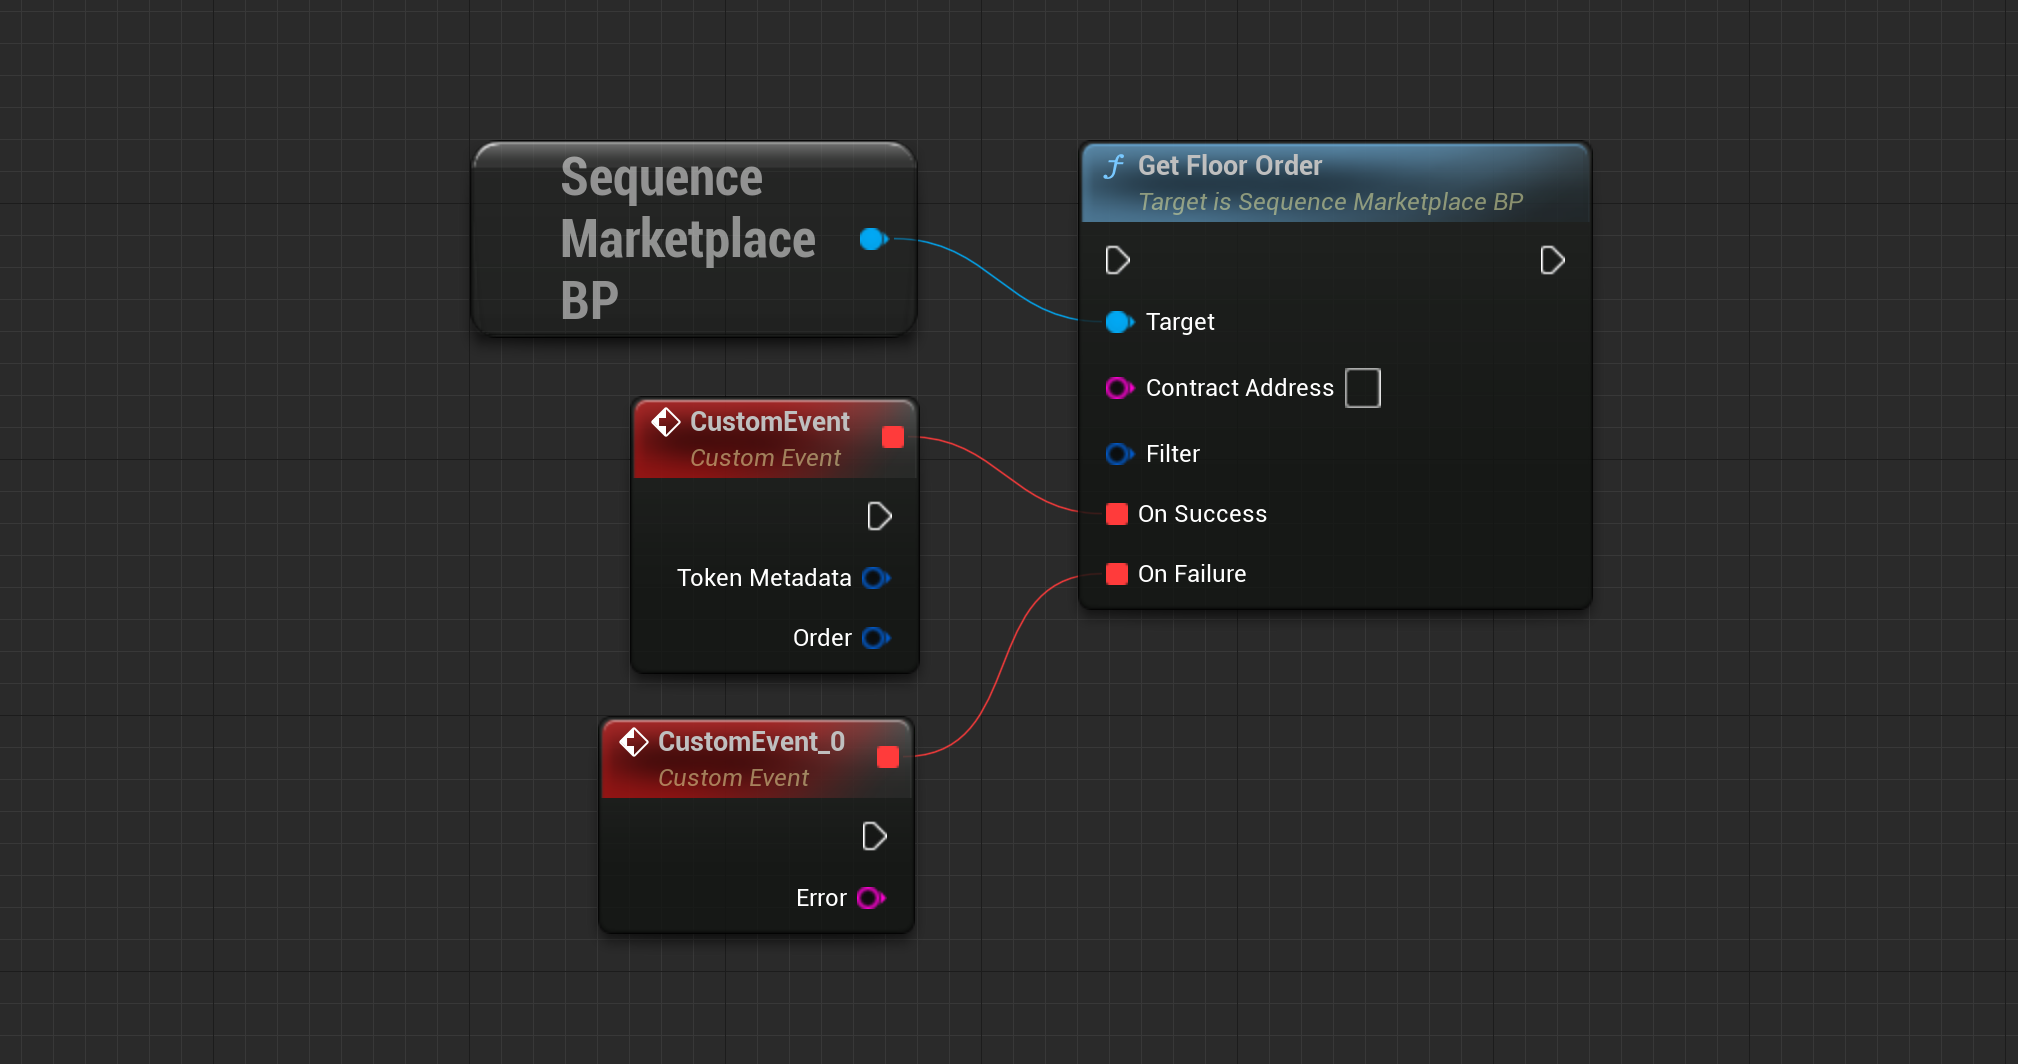 Sequence
Marketplace
BP
Get Floor Order
Target is Sequence Marketplace BP
Target
Contract Address
Filter
On Success
On Failure
CustomEvent
Custom Event
Token Metadata
Order
CustomEvent_0
Custom Event
Error